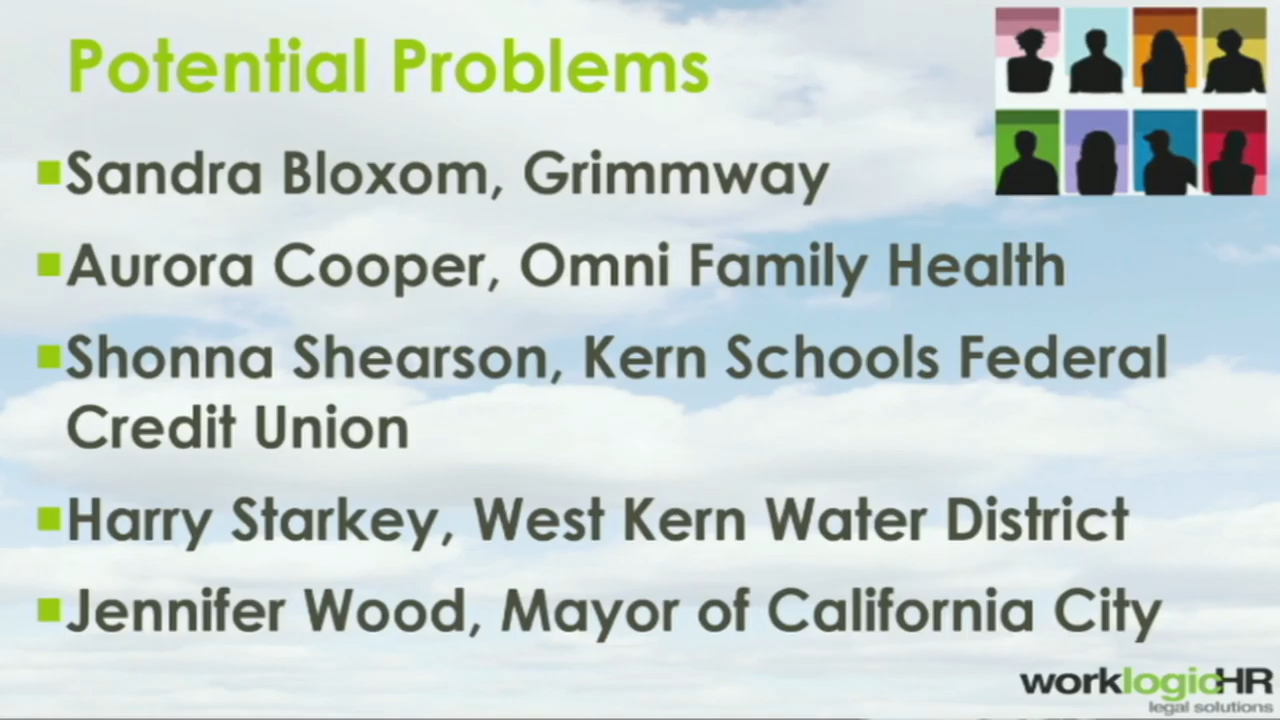 Potential Problems
Sandra Bloxom, Grimmway
Aurora Cooper, Omni Family Health
Shonna Shearson, Kern Schools Federal
Credit Union
Harry Starkey, West Kern Water District
Jennifer Wood, Mayor of California City
worklogicHR
legal solutions